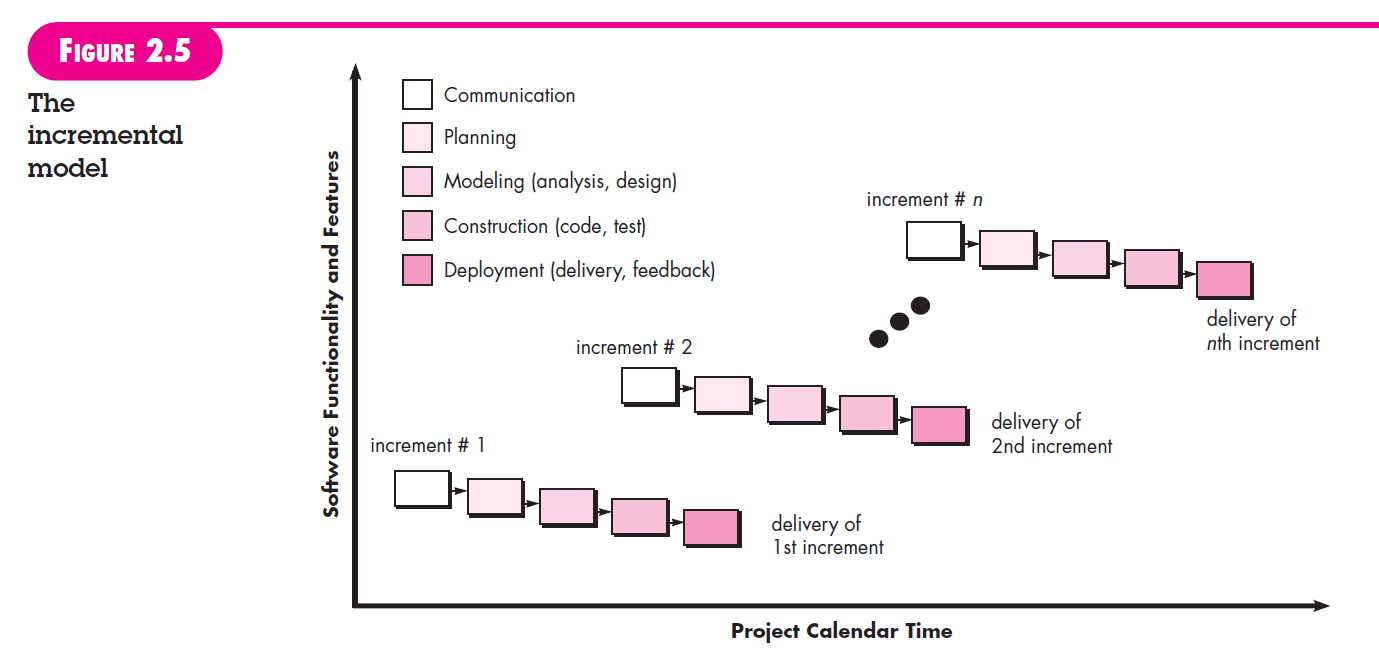 FIGURE 2.5
The
incremental
model
Communication
Planning
Modeling (analysis, design)
Construction (code, test)
Deployment (delivery, feedback)
Software Functionality and Features
increment # n
delivery of
nth increment
increment # 2
delivery of
2nd increment
increment # 1
delivery of
1st increment
Project Calendar Time